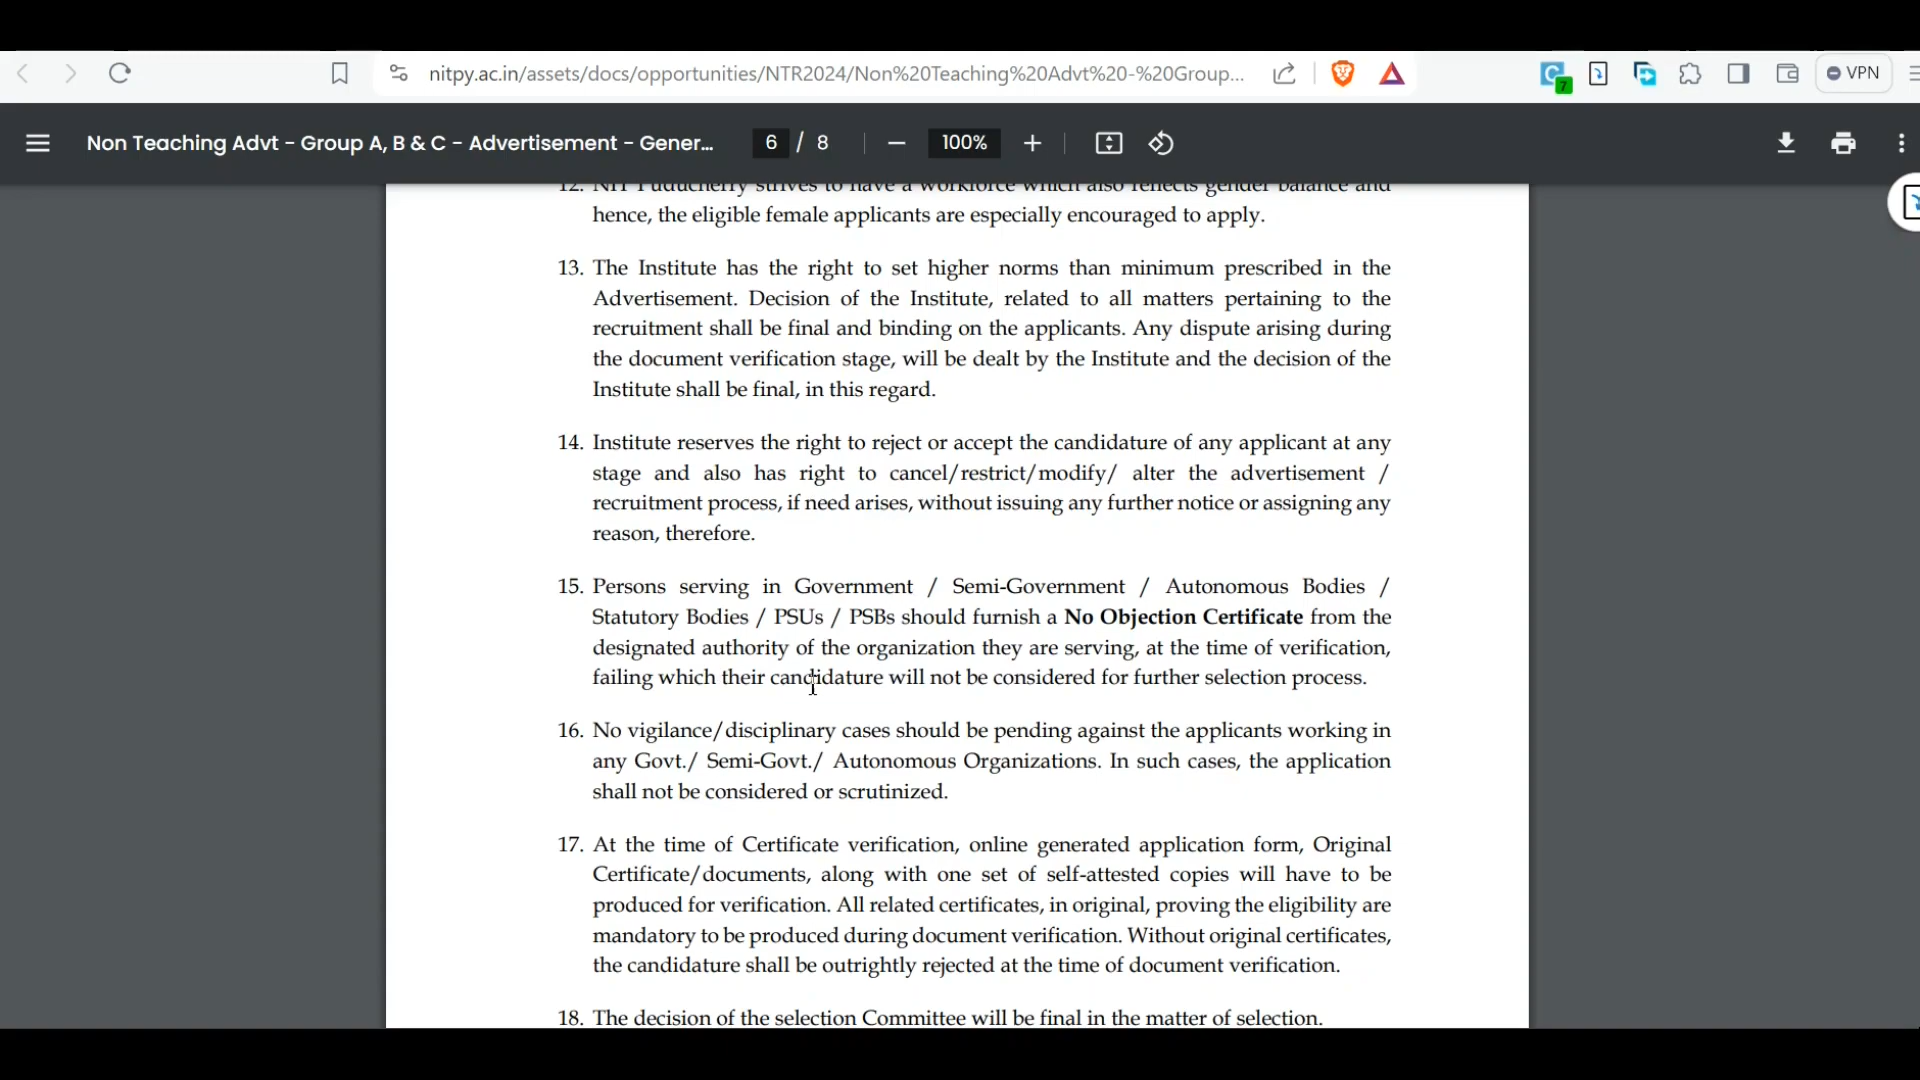 nitpy.ac.in/assets/docs/opportunities/NTR2024/Non%20Teaching%20Advt%20-%20Group...
7
VPN
Non Teaching Advt - Group A, B & C - Advertisement - Gener...
6 / 8
100%
12. NIT Puducherry strives to have a workforce which also reflects gender balance and
hence, the eligible female applicants are especially encouraged to apply.
13. The Institute has the right to set higher norms than minimum prescribed in the
Advertisement. Decision of the Institute, related to all matters pertaining to the
recruitment shall be final and binding on the applicants. Any dispute arising during
the document verification stage, will be dealt by the Institute and the decision of the
Institute shall be final, in this regard.
14. Institute reserves the right to reject or accept the candidature of any applicant at any
stage and also has right to cancel/restrict/modify/ alter the advertisement /
recruitment process, if need arises, without issuing any further notice or assigning any
reason, therefore.
15. Persons serving in Government / Semi-Government / Autonomous Bodies /
Statutory Bodies / PSUs / PSBs should furnish a No Objection Certificate from the
designated authority of the organization they are serving, at the time of verification,
failing which their candidature will not be considered for further selection process.
16. No vigilance/disciplinary cases should be pending against the applicants working in
any Govt./ Semi-Govt./ Autonomous Organizations. In such cases, the application
shall not be considered or scrutinized.
17. At the time of Certificate verification, online generated application form, Original
Certificate/documents, along with one set of self-attested copies will have to be
produced for verification. All related certificates, in original, proving the eligibility are
mandatory to be produced during document verification. Without original certificates,
the candidature shall be outrightly rejected at the time of document verification.
18. The decision of the selection Committee will be final in the matter of selection.